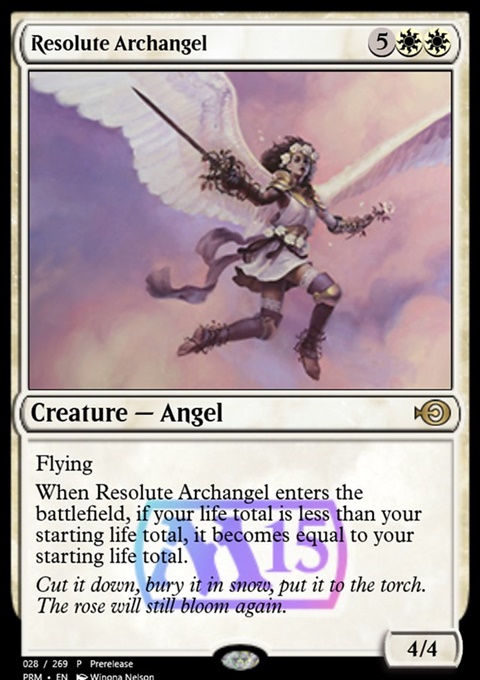 Resolute Archangel 5
Creature — Angel
Flying
When Resolute Archangel enters the
battlefield, if your life total is less than your
starting life total, it becomes equal to your
starting life total.
Cut it down, bury it in snow, put it to the torch.
The rose will still bloom again.
M15
4/4
028 / 269 P Prerelease
PRM • EN Winona Nelson